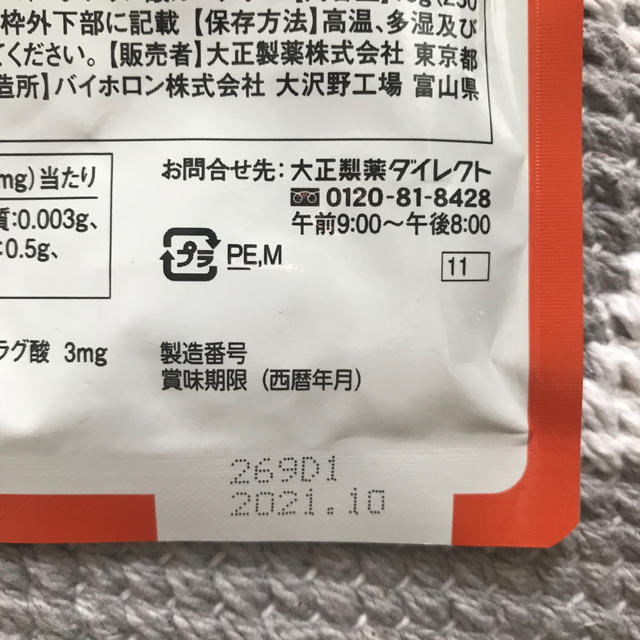 枠外下部に記載【保存方法】高温、多湿及び
てください。【販売者】大正製薬株式会社 東京都
造所】バイホロン株式会社 大沢野工場 富山県
mg)当たり
質:0.003g、
:0.5g、
お問合せ先:大正製薬ダイレクト
0120-81-8428
午前9:00〜午後8:00
プラ PE,M
11
ラグ酸 3mg
製造番号
賞味期限(西暦年月)
269D1
2021.10